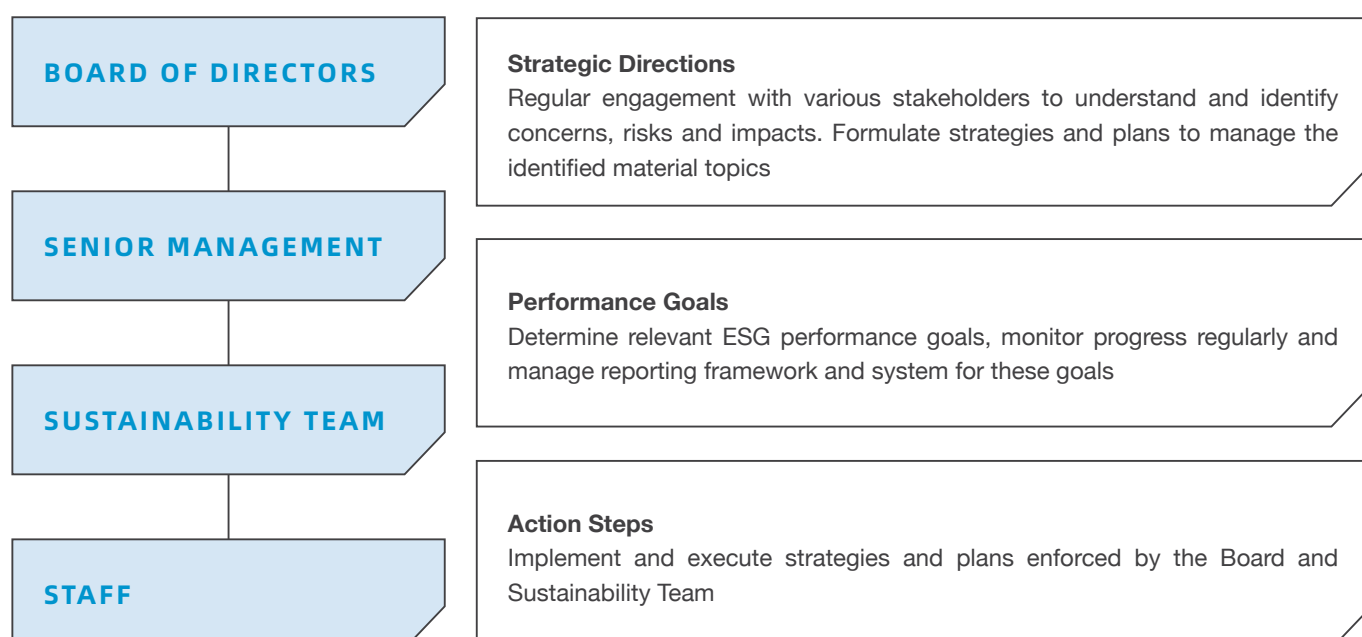 BOARD OF DIRECTORS
SENIOR MANAGEMENT
SUSTAINABILITY TEAM
STAFF
Strategic Directions
Regular engagement with various stakeholders to understand and identify
concerns, risks and impacts. Formulate strategies and plans to manage the
identified material topics
Performance Goals
Determine relevant ESG performance goals, monitor progress regularly and
manage reporting framework and system for these goals
Action Steps
Implement and execute strategies and plans enforced by the Board and
Sustainability Team